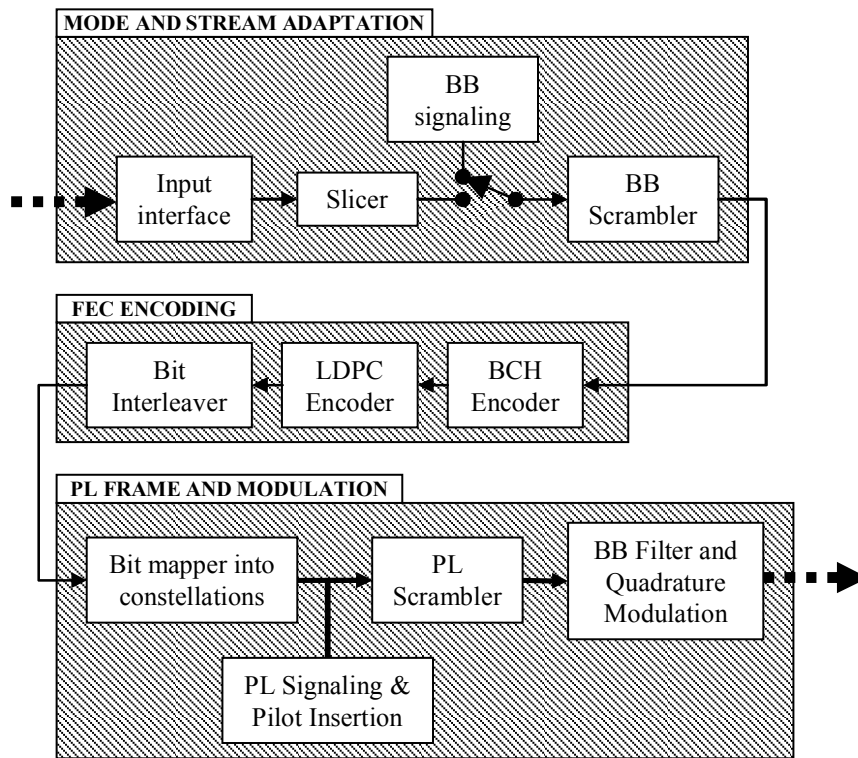 MODE AND STREAM ADAPTATION
BB
signaling
Input
interface
Slicer
BB
Scrambler
FEC ENCODING
Bit
Interleaver
LDPC
Encoder
BCH
Encoder
PL FRAME AND MODULATION
Bit mapper into
constellations
PL
Scrambler
BB Filter and
Quadrature
Modulation
PL Signaling &
Pilot Insertion